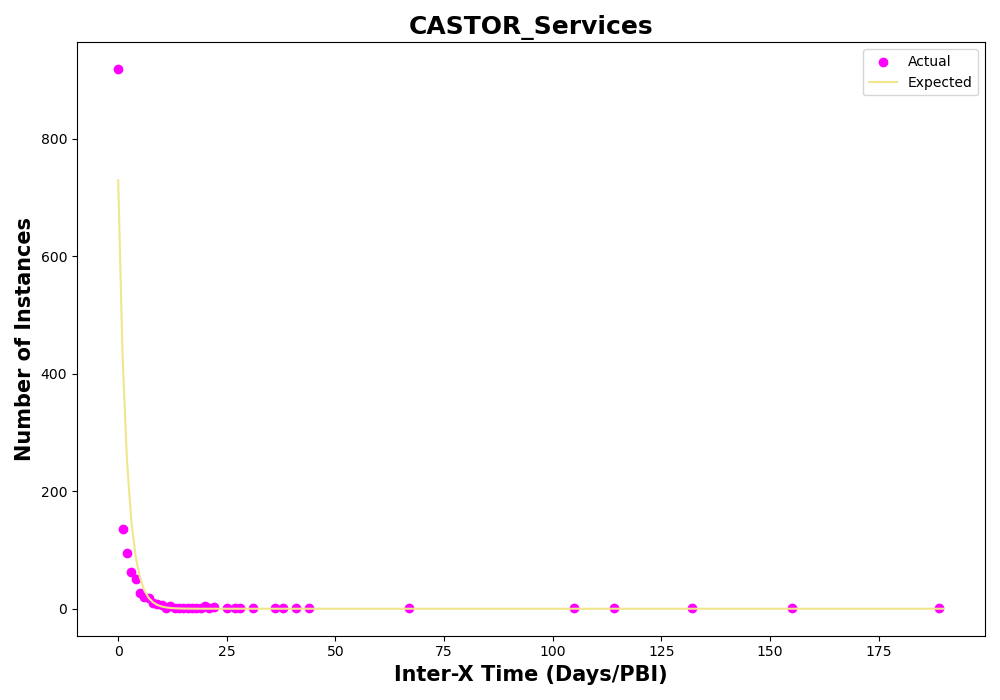 CASTOR_Services
Actual
Expected
Number of Instances
800
600
400
200
0
0 25 50 75 100 125 150 175
Inter-X Time (Days/PBI)